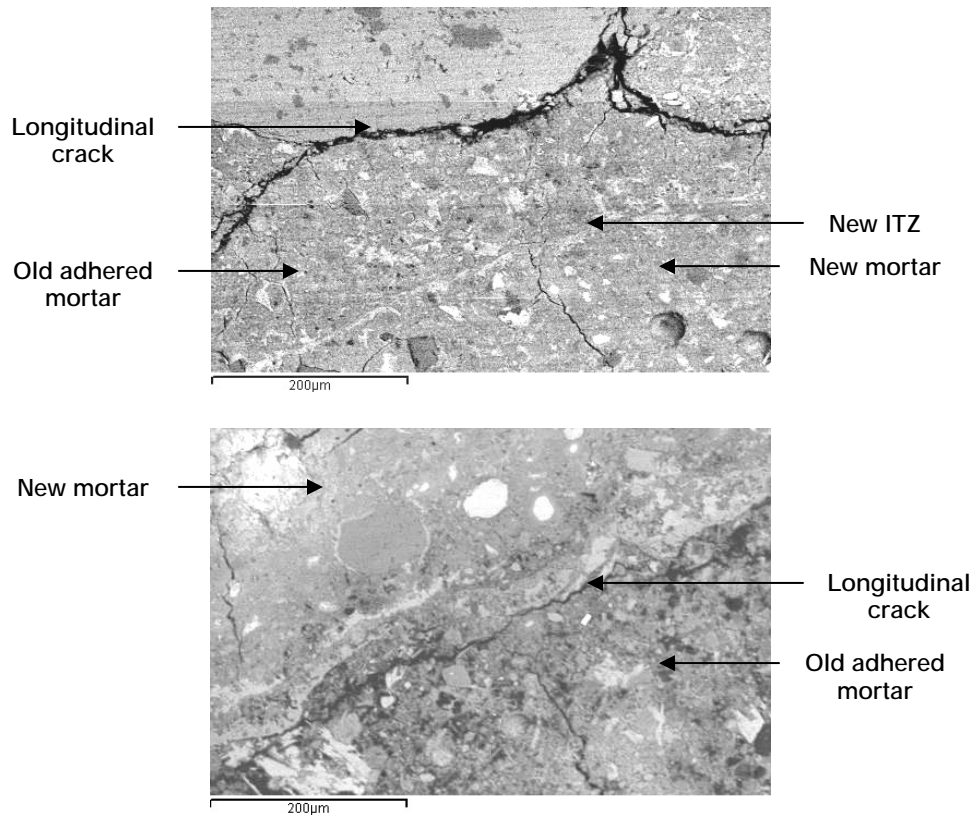 Longitudinal
crack
Old adhered
mortar
New ITZ
New mortar
200µm
New mortar
Longitudinal
crack
Old adhered
mortar
200µm